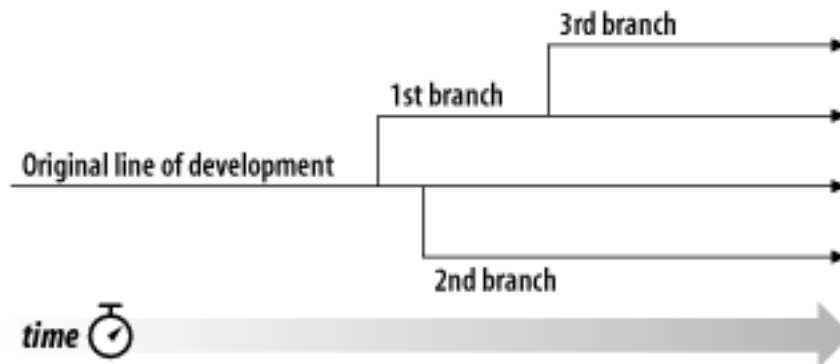 3rd branch
1st branch
Original line of development
2nd branch
time